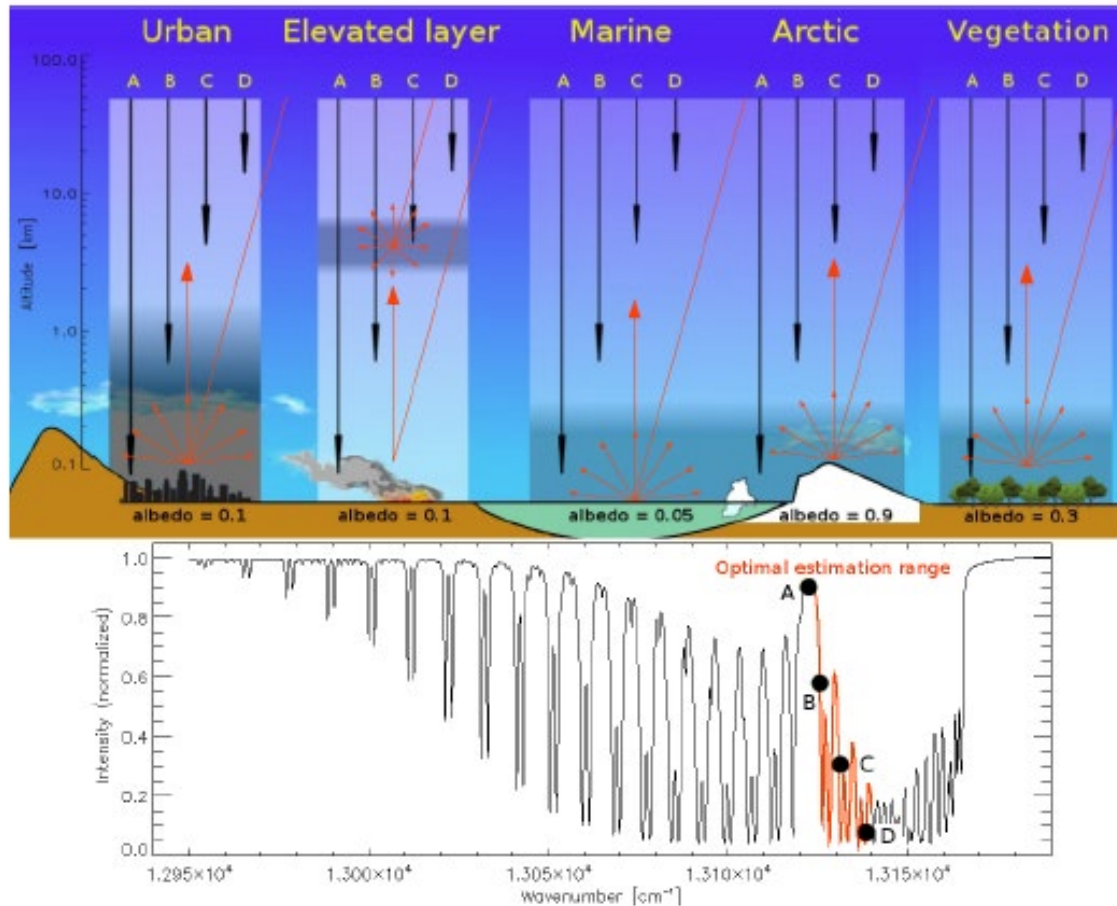 Urban Elevated layer Marine Arctic Vegetation
A B C D A B C D A B C D A B C D A B C D
100.0
10.0
Altitude [km]
1.0
0.1
albedo = 0.1 albedo = 0.1 albedo = 0.05 albedo = 0.9 albedo = 0.3
1.0
Optimal estimation range
A
0.8
0.6
B
Intensity (normalized)
0.4
C
0.2
D
0.0
1.295×10⁴ 1.300×10⁴ 1.305×10⁴ 1.310×10⁴ 1.315×10⁴
Wavenumber [cm⁻¹]